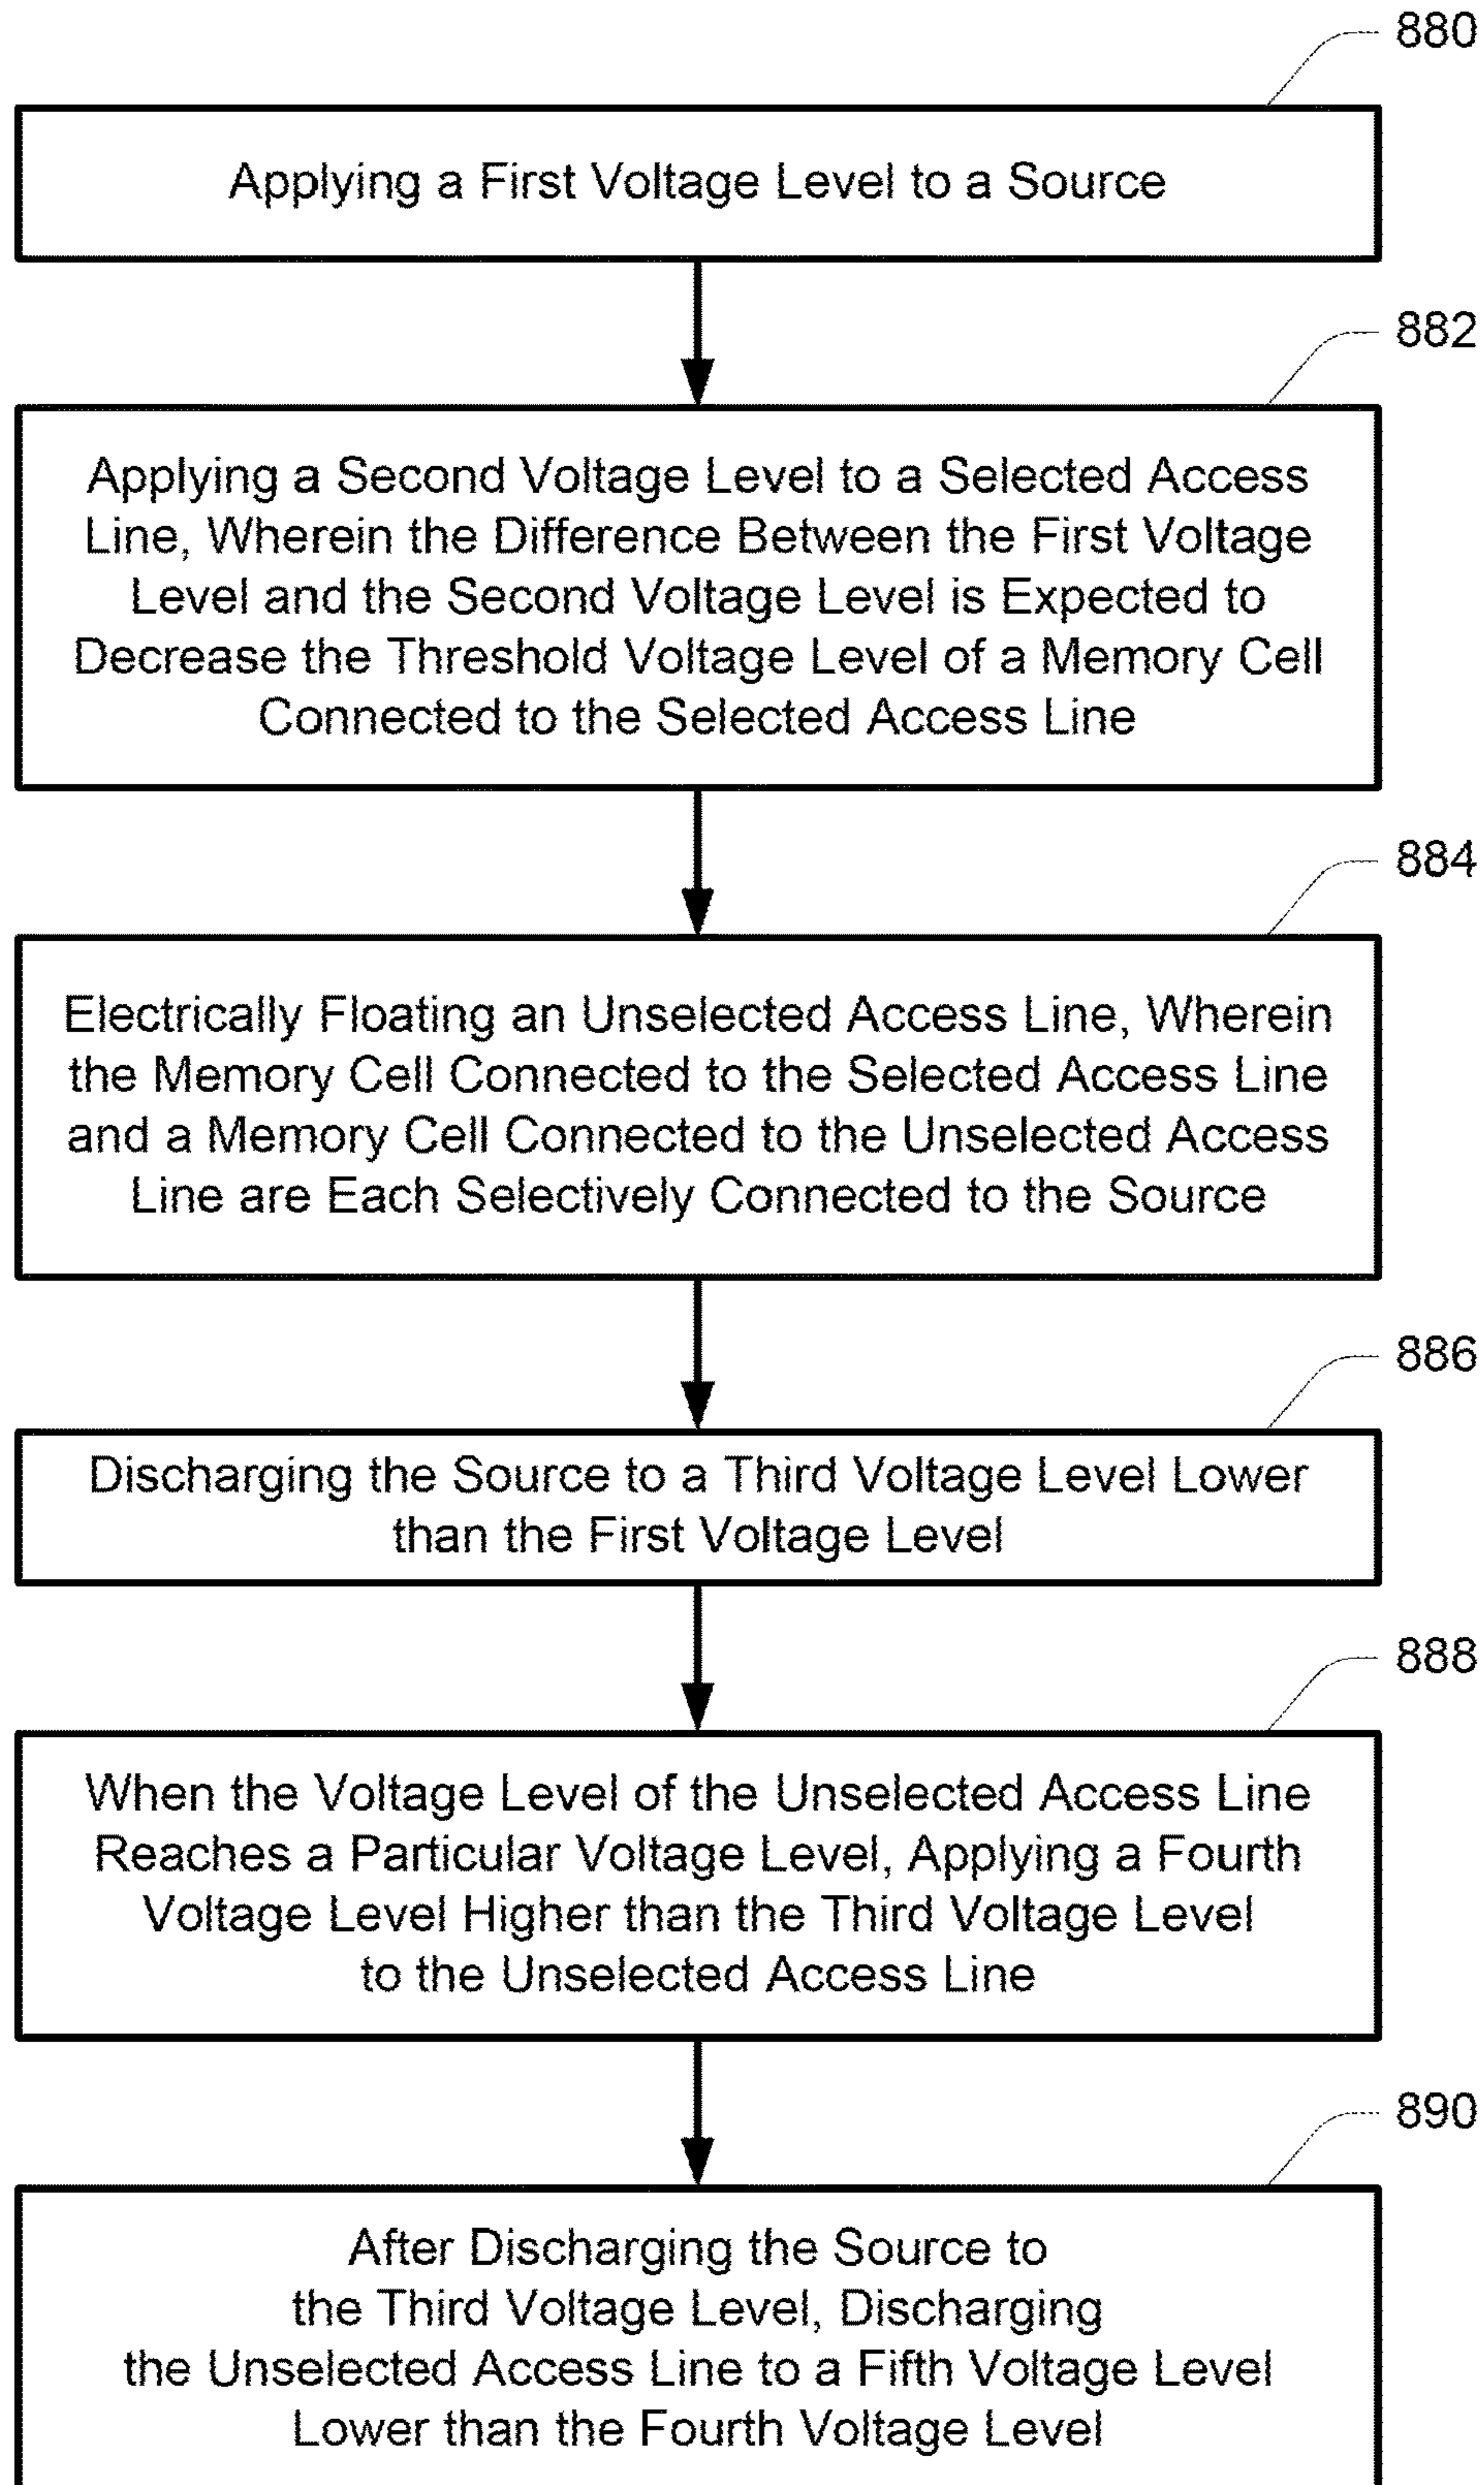 880
Applying a First Voltage Level to a Source
882
Applying a Second Voltage Level to a Selected Access
Line, Wherein the Difference Between the First Voltage
Level and the Second Voltage Level is Expected to
Decrease the Threshold Voltage Level of a Memory Cell
Connected to the Selected Access Line
884
Electrically Floating an Unselected Access Line, Wherein
the Memory Cell Connected to the Selected Access Line
and a Memory Cell Connected to the Unselected Access
Line are Each Selectively Connected to the Source
886
Discharging the Source to a Third Voltage Level Lower
than the First Voltage Level
888
When the Voltage Level of the Unselected Access Line
Reaches a Particular Voltage Level, Applying a Fourth
Voltage Level Higher than the Third Voltage Level
to the Unselected Access Line
890
After Discharging the Source to
the Third Voltage Level, Discharging
the Unselected Access Line to a Fifth Voltage Level
Lower than the Fourth Voltage Level